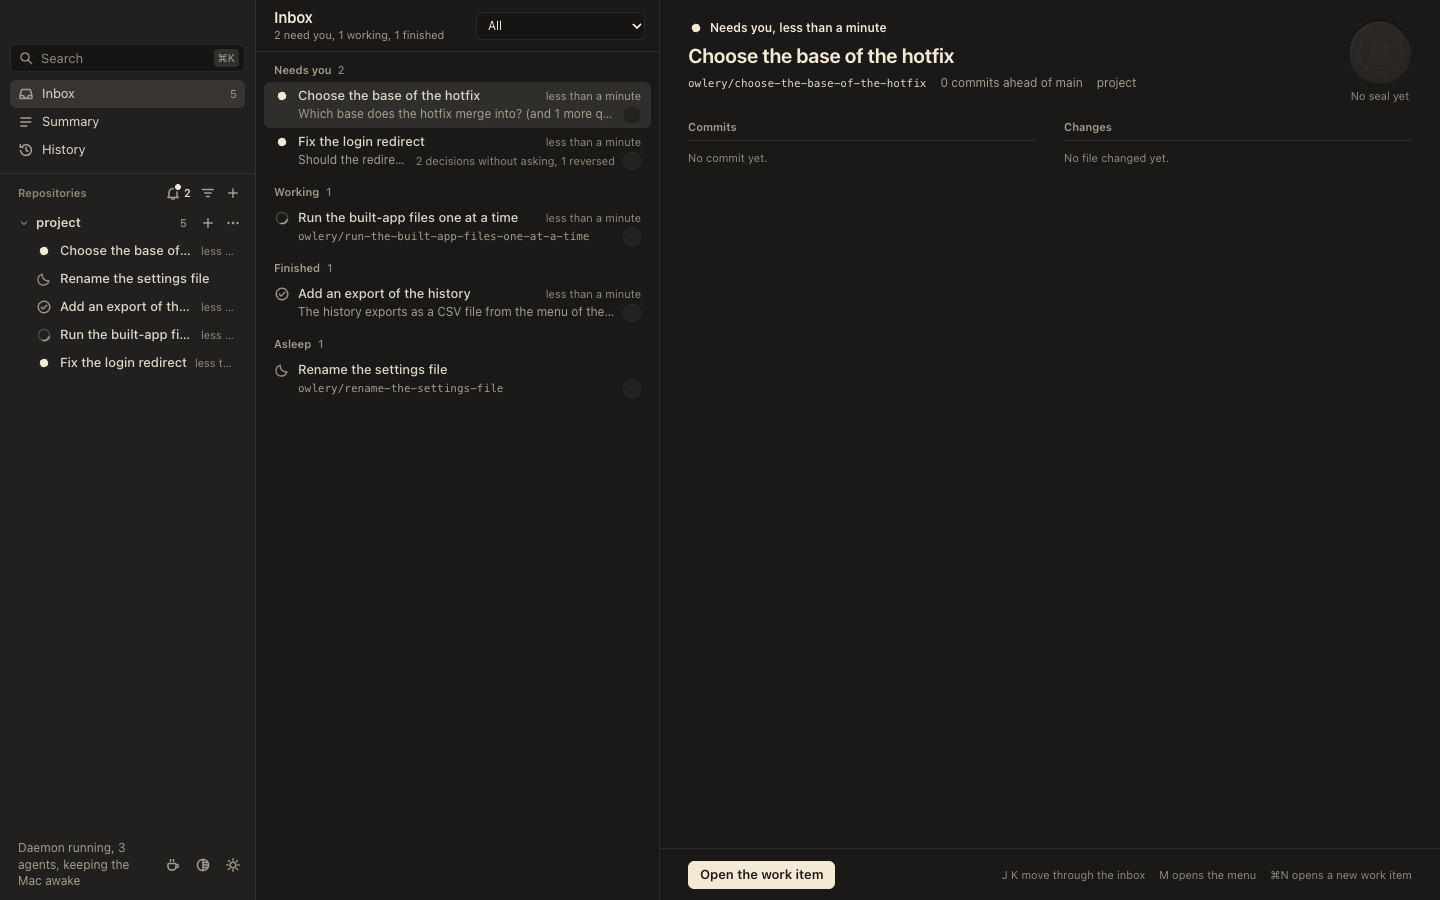 Search ⌘K
Inbox 5
Summary
History
Repositories 2
project 5
Choose the base of... less ...
Rename the settings file
Add an export of th... less ...
Run the built-app fi... less ...
Fix the login redirect less t...
Daemon running, 3
agents, keeping the
Mac awake
Inbox
2 need you, 1 working, 1 finished
All
Needs you 2
Choose the base of the hotfix less than a minute
Which base does the hotfix merge into? (and 1 more q...
Fix the login redirect less than a minute
Should the redire... 2 decisions without asking, 1 reversed
Working 1
Run the built-app files one at a time less than a minute
owlery/run-the-built-app-files-one-at-a-time
Finished 1
Add an export of the history less than a minute
The history exports as a CSV file from the menu of the...
Asleep 1
Rename the settings file
owlery/rename-the-settings-file
Needs you, less than a minute
Choose the base of the hotfix
owlery/choose-the-base-of-the-hotfix 0 commits ahead of main project
No seal yet
Commits
No commit yet.
Changes
No file changed yet.
Open the work item
J K move through the inbox M opens the menu ⌘N opens a new work item